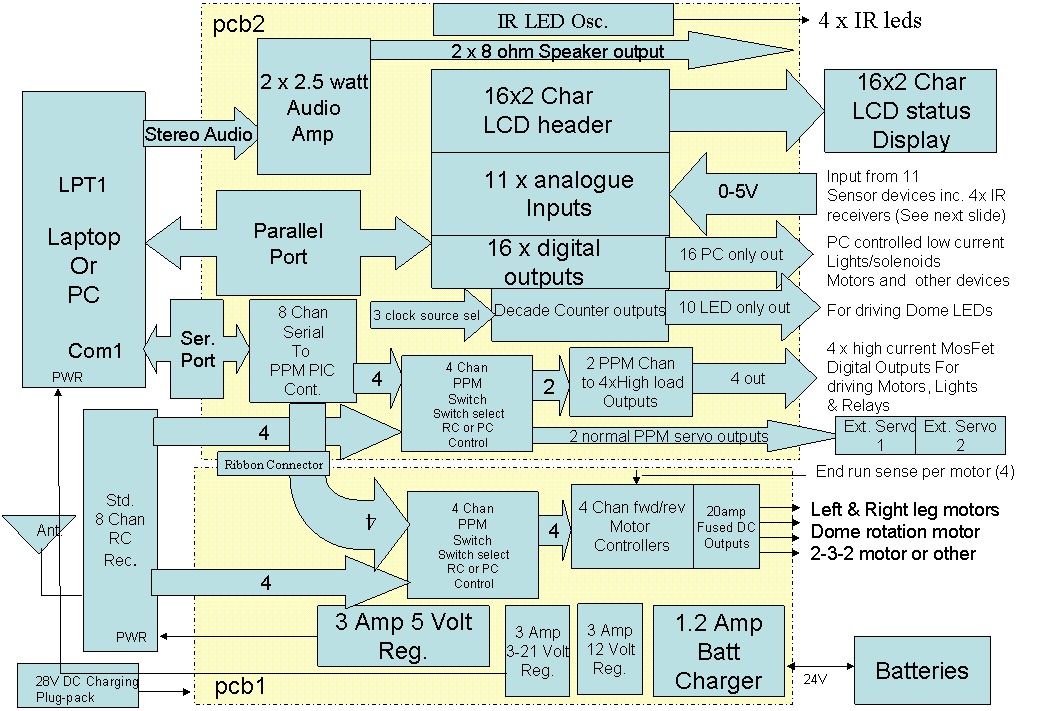 pcb2
IR LED Osc.
4 x IR leds
2 x 8 ohm Speaker output
2 x 2.5 watt
Audio
Amp
Stereo Audio
16x2 Char
LCD header
16x2 Char
LCD status
Display
LPT1
Laptop
Or
PC
Com1
PWR
11 x analogue
Inputs
0-5V
Input from 11
Sensor devices inc. 4x IR
receivers (See next slide)
Parallel
Port
16 x digital
outputs
16 PC only out
PC controlled low current
Lights/solenoids
Motors and other devices
Ser.
Port
8 Chan
Serial
To
PPM PIC
Cont.
3 clock source sel
Decade Counter outputs
10 LED only out
For driving Dome LEDs
4
4 Chan
PPM
Switch
Switch select
RC or PC
Control
2
2 PPM Chan
to 4xHigh load
Outputs
4 out
4 x high current MosFet
Digital Outputs For
driving Motors, Lights
& Relays
4
2 normal PPM servo outputs
Ext. Servo
1
Ext. Servo
2
Ribbon Connector
End run sense per motor (4)
Std.
8 Chan
RC
Rec.
PWR
Ant.
4
4 Chan
PPM
Switch
Switch select
RC or PC
Control
4
4 Chan fwd/rev
Motor
Controllers
20amp
Fused DC
Outputs
Left & Right leg motors
Dome rotation motor
2-3-2 motor or other
4
3 Amp 5 Volt
Reg.
3 Amp
3-21 Volt
Reg.
3 Amp
12 Volt
Reg.
1.2 Amp
Batt
Charger
24V
Batteries
28V DC Charging
Plug-pack
pcb1